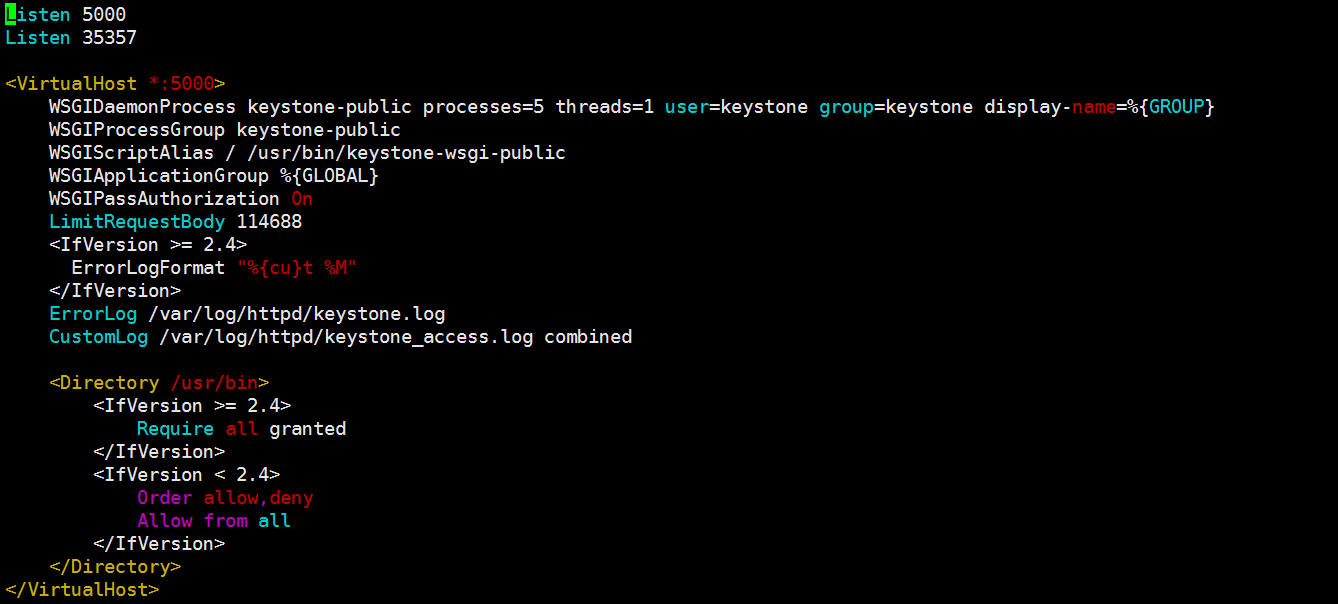 Listen 5000
Listen 35357

<VirtualHost *:5000>
    WSGIDaemonProcess keystone-public processes=5 threads=1 user=keystone group=keystone display-name=%{GROUP}
    WSGIProcessGroup keystone-public
    WSGIScriptAlias / /usr/bin/keystone-wsgi-public
    WSGIApplicationGroup %{GLOBAL}
    WSGIPassAuthorization On
    LimitRequestBody 114688
    <IfVersion >= 2.4>
      ErrorLogFormat "%{cu}t %M"
    </IfVersion>
    ErrorLog /var/log/httpd/keystone.log
    CustomLog /var/log/httpd/keystone_access.log combined

    <Directory /usr/bin>
        <IfVersion >= 2.4>
            Require all granted
        </IfVersion>
        <IfVersion < 2.4>
            Order allow,deny
            Allow from all
        </IfVersion>
    </Directory>
</VirtualHost>